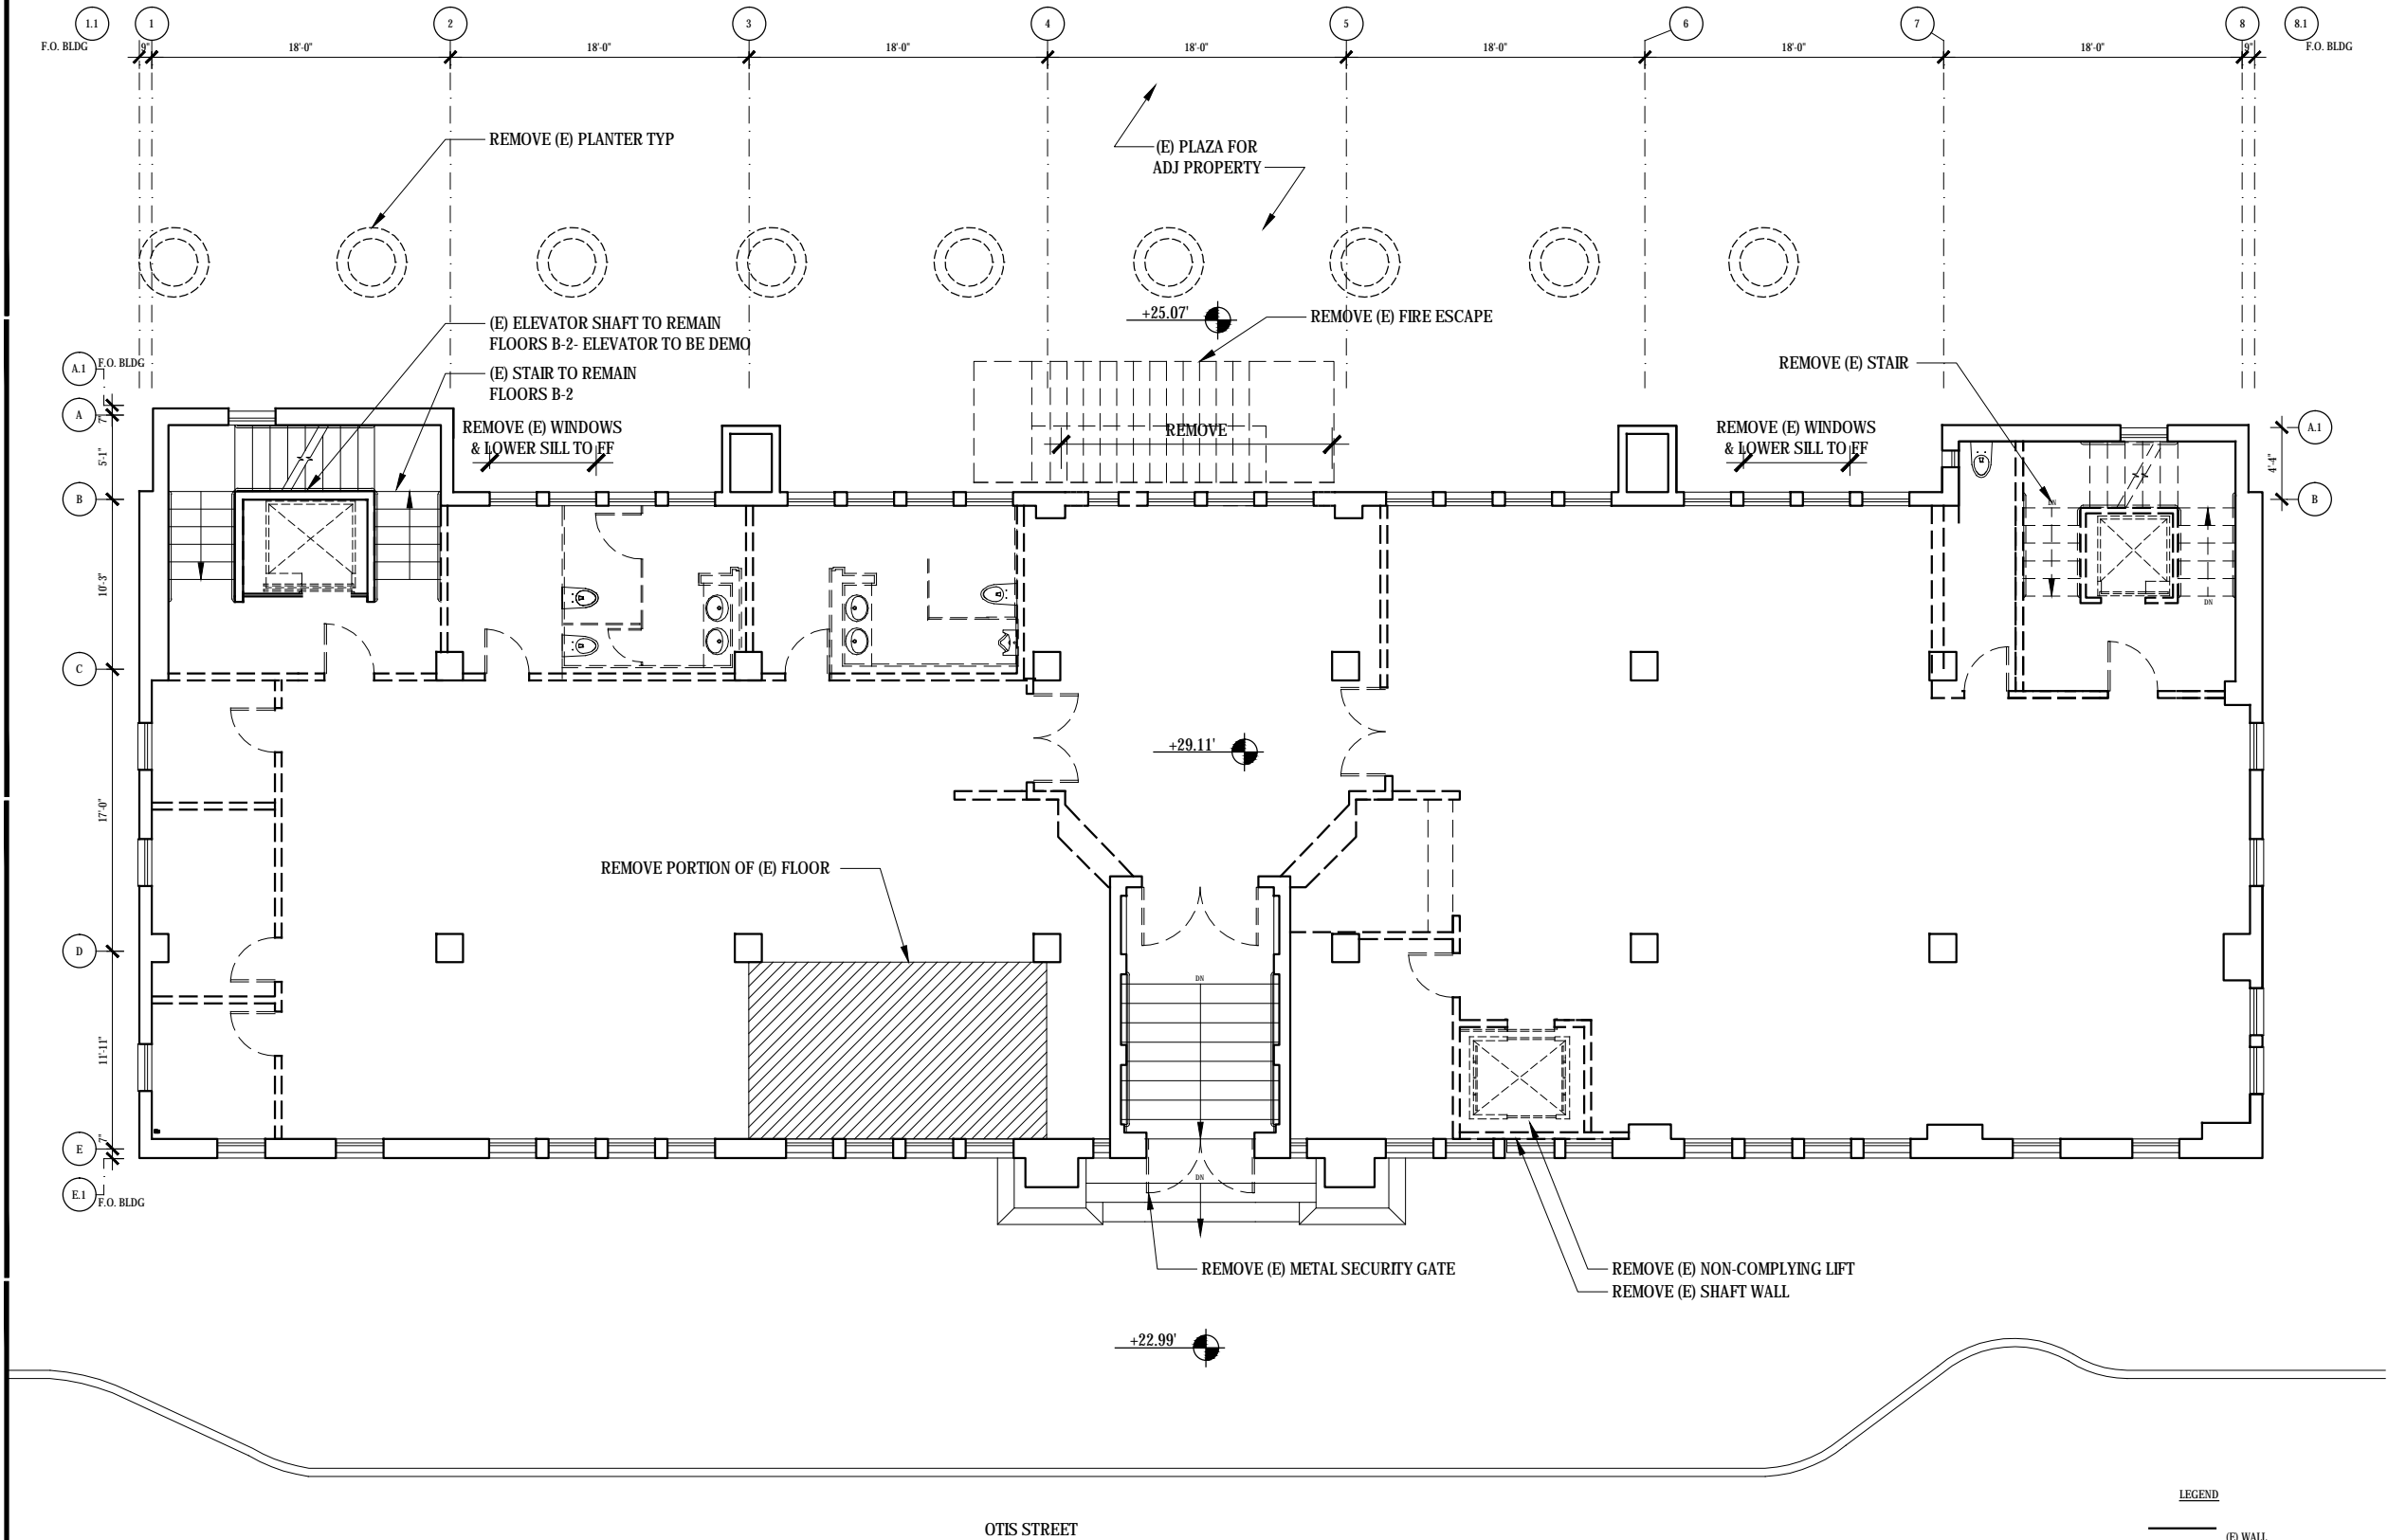 1.1
1
2
3
4
5
6
7
8
8.1
F.O. BLDG
9"
18'-0"
18'-0"
18'-0"
18'-0"
18'-0"
18'-0"
18'-0"
9"
F.O. BLDG
REMOVE (E) PLANTER TYP
(E) PLAZA FOR
ADJ PROPERTY
(E) ELEVATOR SHAFT TO REMAIN
FLOORS B-2- ELEVATOR TO BE DEMO
+25.07'
REMOVE (E) FIRE ESCAPE
A.1
F.O. BLDG
(E) STAIR TO REMAIN
FLOORS B-2
REMOVE (E) STAIR
A
7"
REMOVE (E) WINDOWS
& LOWER SILL TO FF
REMOVE
REMOVE (E) WINDOWS
& LOWER SILL TO FF
A.1
5'-1"
4'-4"
B
B
DN
10'-3"
DN
C
+29.11'
17'-0"
REMOVE PORTION OF (E) FLOOR
D
DN
11'-11"
E
7"
DN
E.1
F.O. BLDG
REMOVE (E) METAL SECURITY GATE
REMOVE (E) NON-COMPLYING LIFT
REMOVE (E) SHAFT WALL
+22.99'
LEGEND
OTIS STREET
(E) WALL